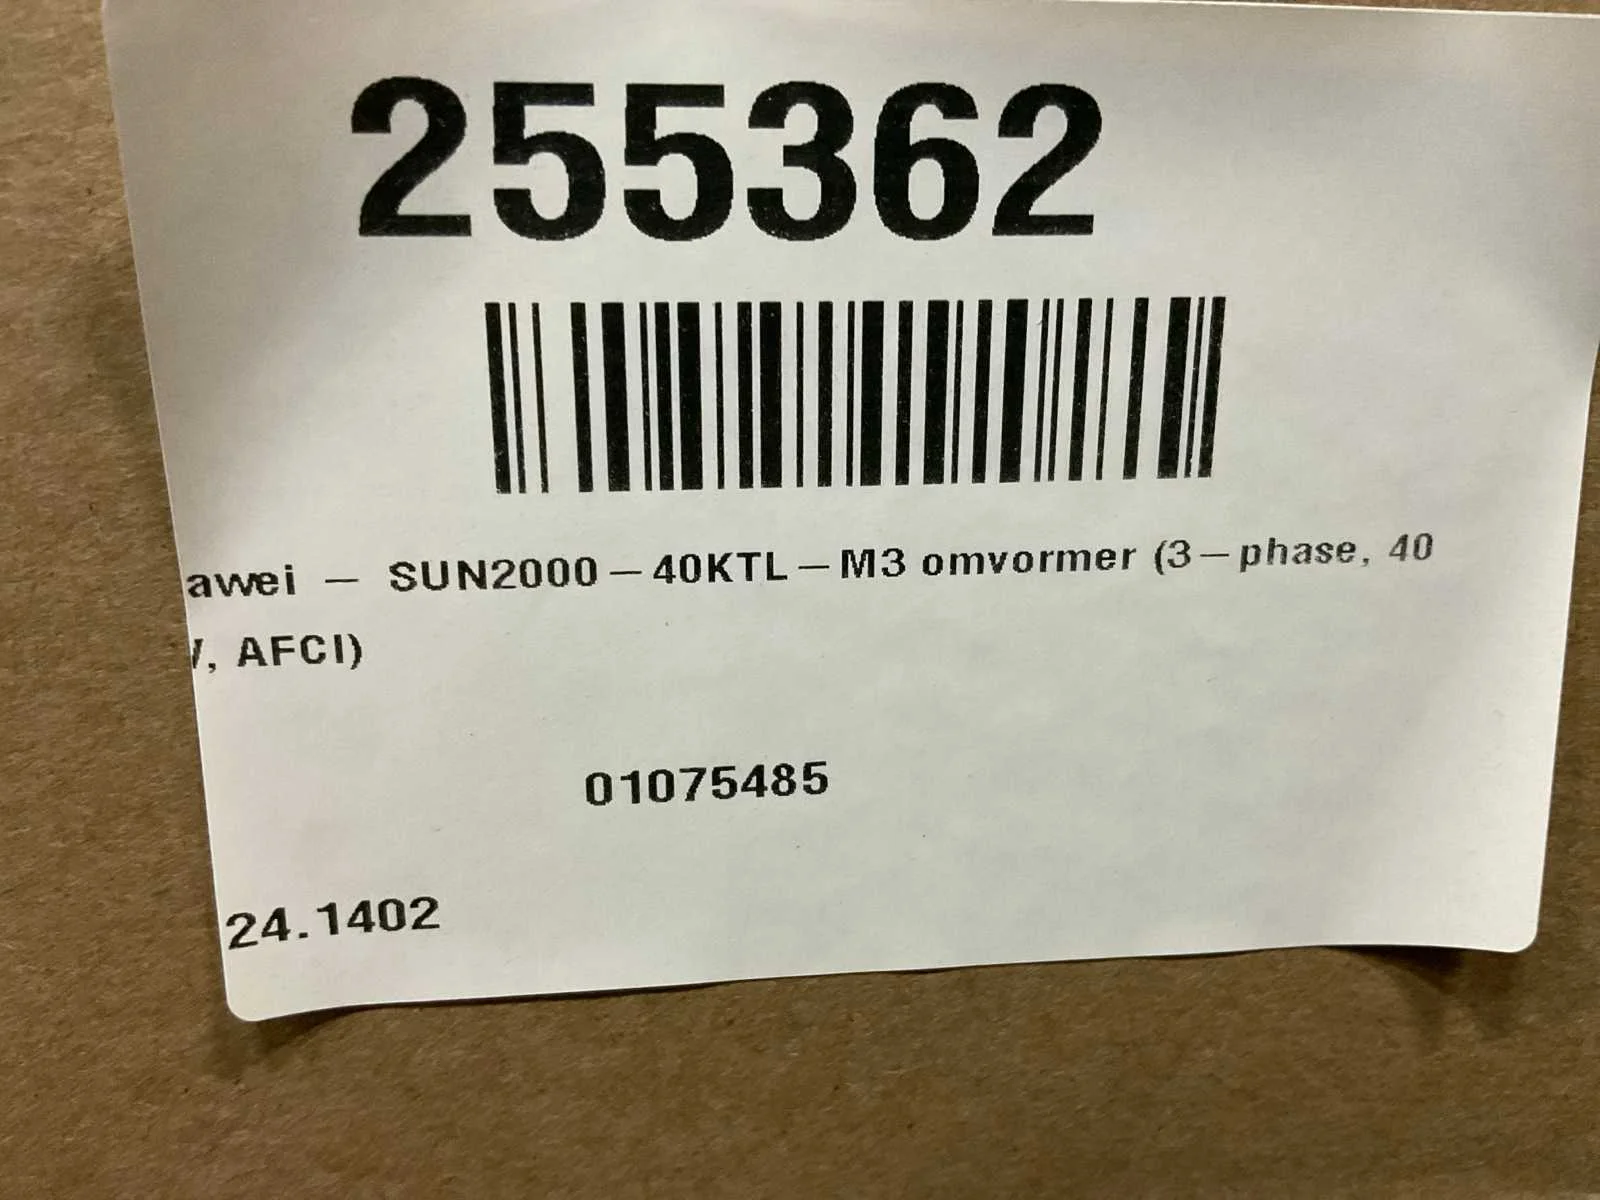 255362
awei - SUN2000-40KTL-M3 omvormer (3-phase, 40
, AFCI)
01075485
24.1402